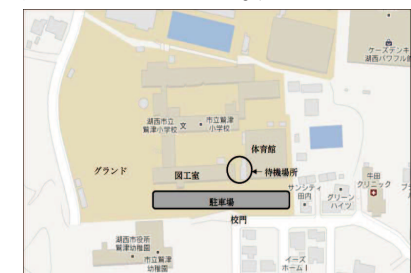 ケーズデンキ
湖西パワフル館
湖西市立
鷲津小学校
文
市立鷲津
小学校
体育館
グランド
図工室
←待機場所
サンシティ
田内
グリーン
ハイツ
牛田
クリニック
駐車場
校門
湖西市役所
鷲津幼稚園
市立鷲津
幼稚園
イーズ
ホームⅠ